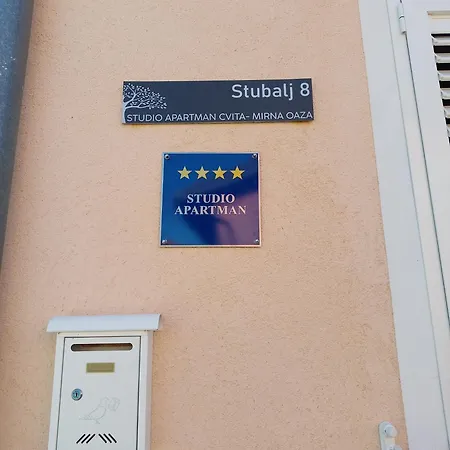 Stubalj 8
STUDIO APARTMAN CVITA- MIRNA OAZA
STUDIO
APARTMAN